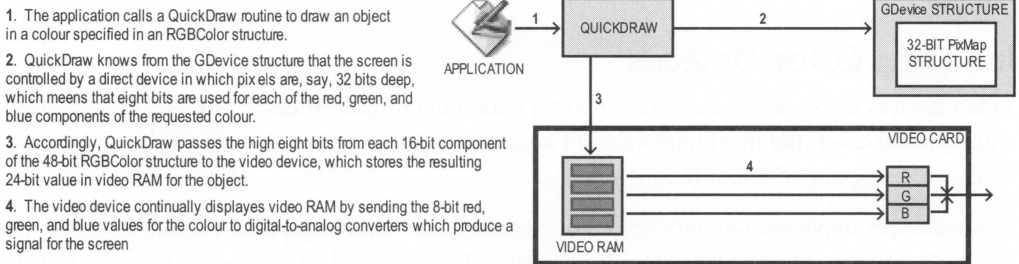 1. The application calls a QuickDraw routine to draw an object
in a colour specified in an RGBColor structure.
2. QuickDraw knows from the GDevice structure that the screen is
controlled by a direct device in which pixels are, say, 32 bits deep,
which means that eight bits are used for each of the red, green, and
blue components of the requested colour.
3. Accordingly, QuickDraw passes the high eight bits from each 16-bit component
of the 48-bit RGBColor structure to the video device, which stores the resulting
24-bit value in video RAM for the object.
4. The video device continually displayes video RAM by sending the 8-bit red,
green, and blue values for the colour to digital-to-analog converters which produce a
signal for the screen
APPLICATION
1
QUICKDRAW
2
GDevice STRUCTURE
32-BIT PixMap
STRUCTURE
3
VIDEO CARD
4
R
G
B
VIDEO RAM